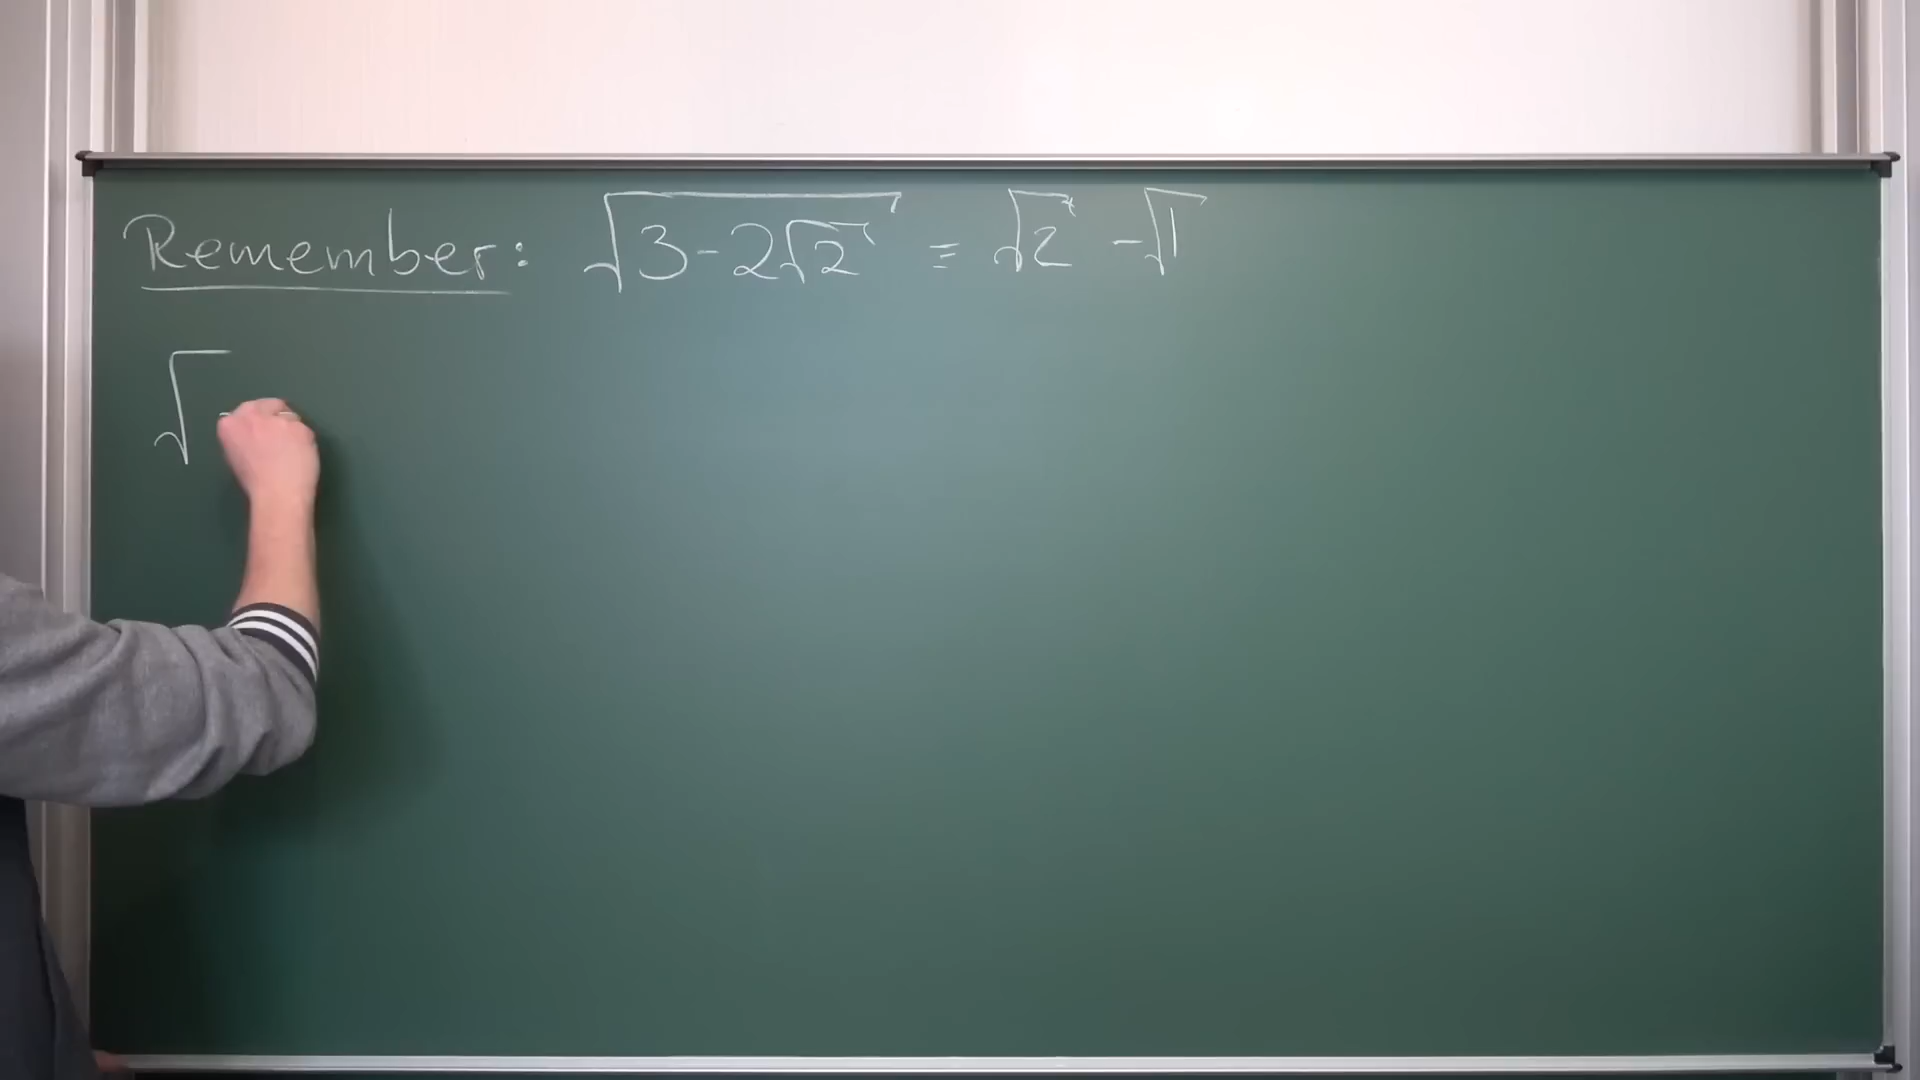 Remember: √(3-2√2) = √2 - √1
√